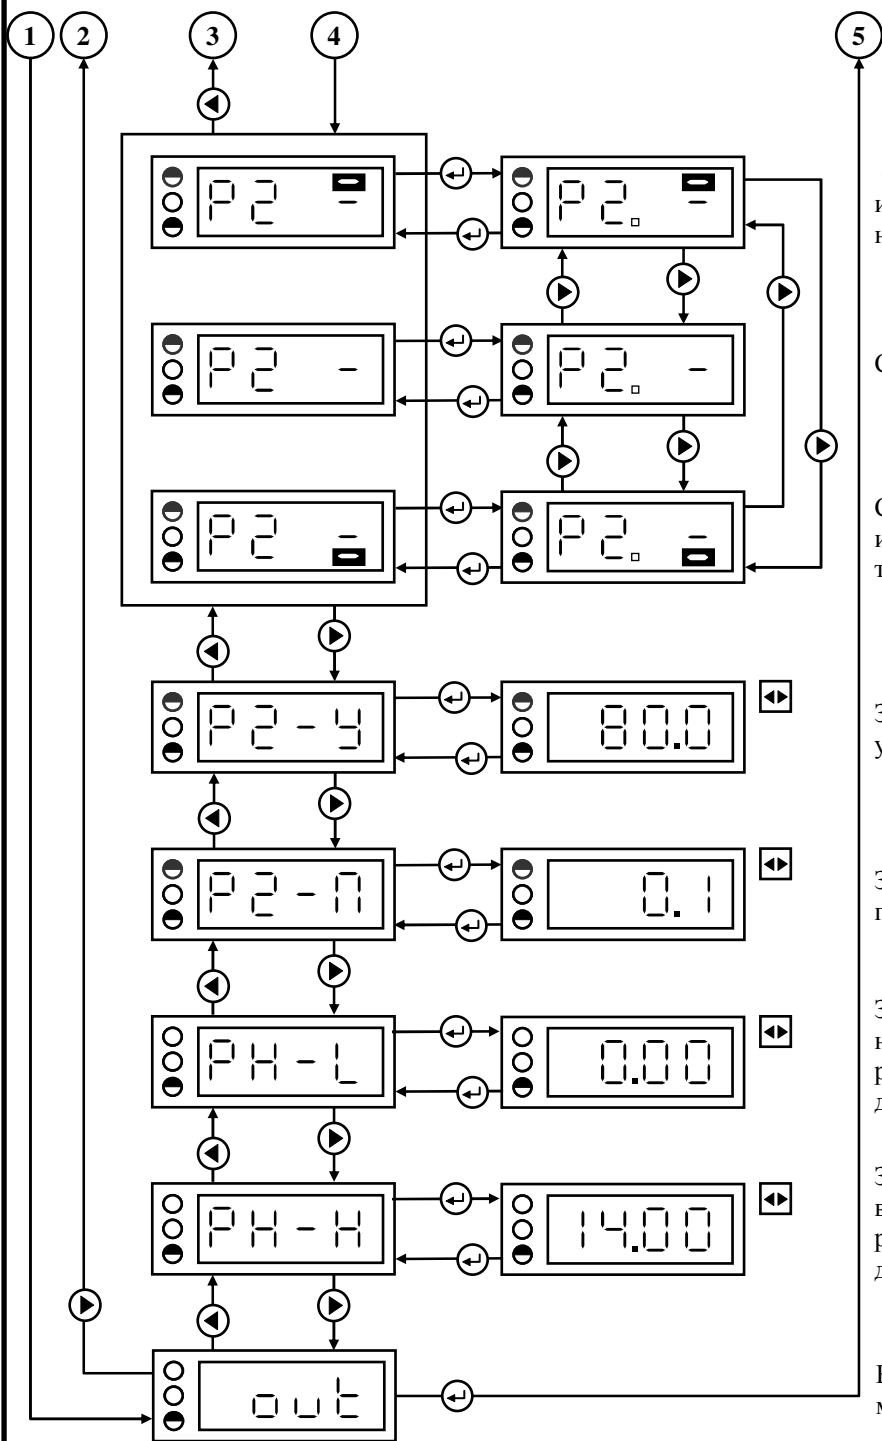 1 2 3 4 5
P2 P2.
P2 - P2. -
P2 P2.
P2-У 80.0
P2-П 0.1
PH-L 0.00
PH-H 14.00
out